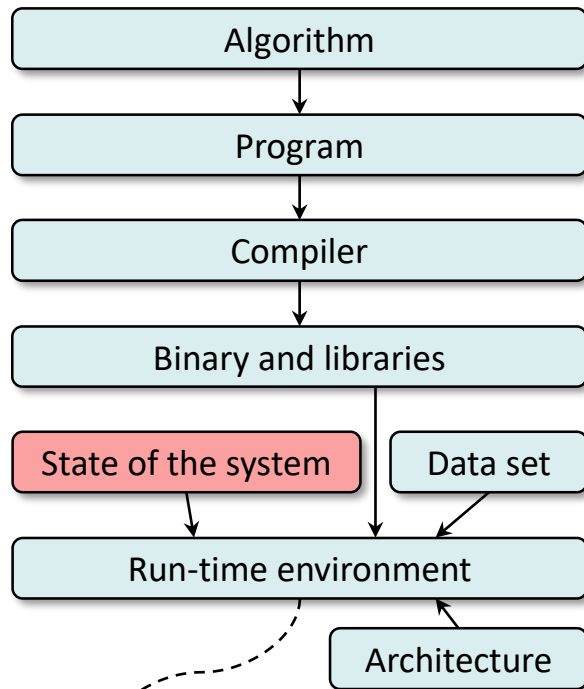 Algorithm
Program
Compiler
Binary and libraries
State of the system
Data set
Run-time environment
Architecture